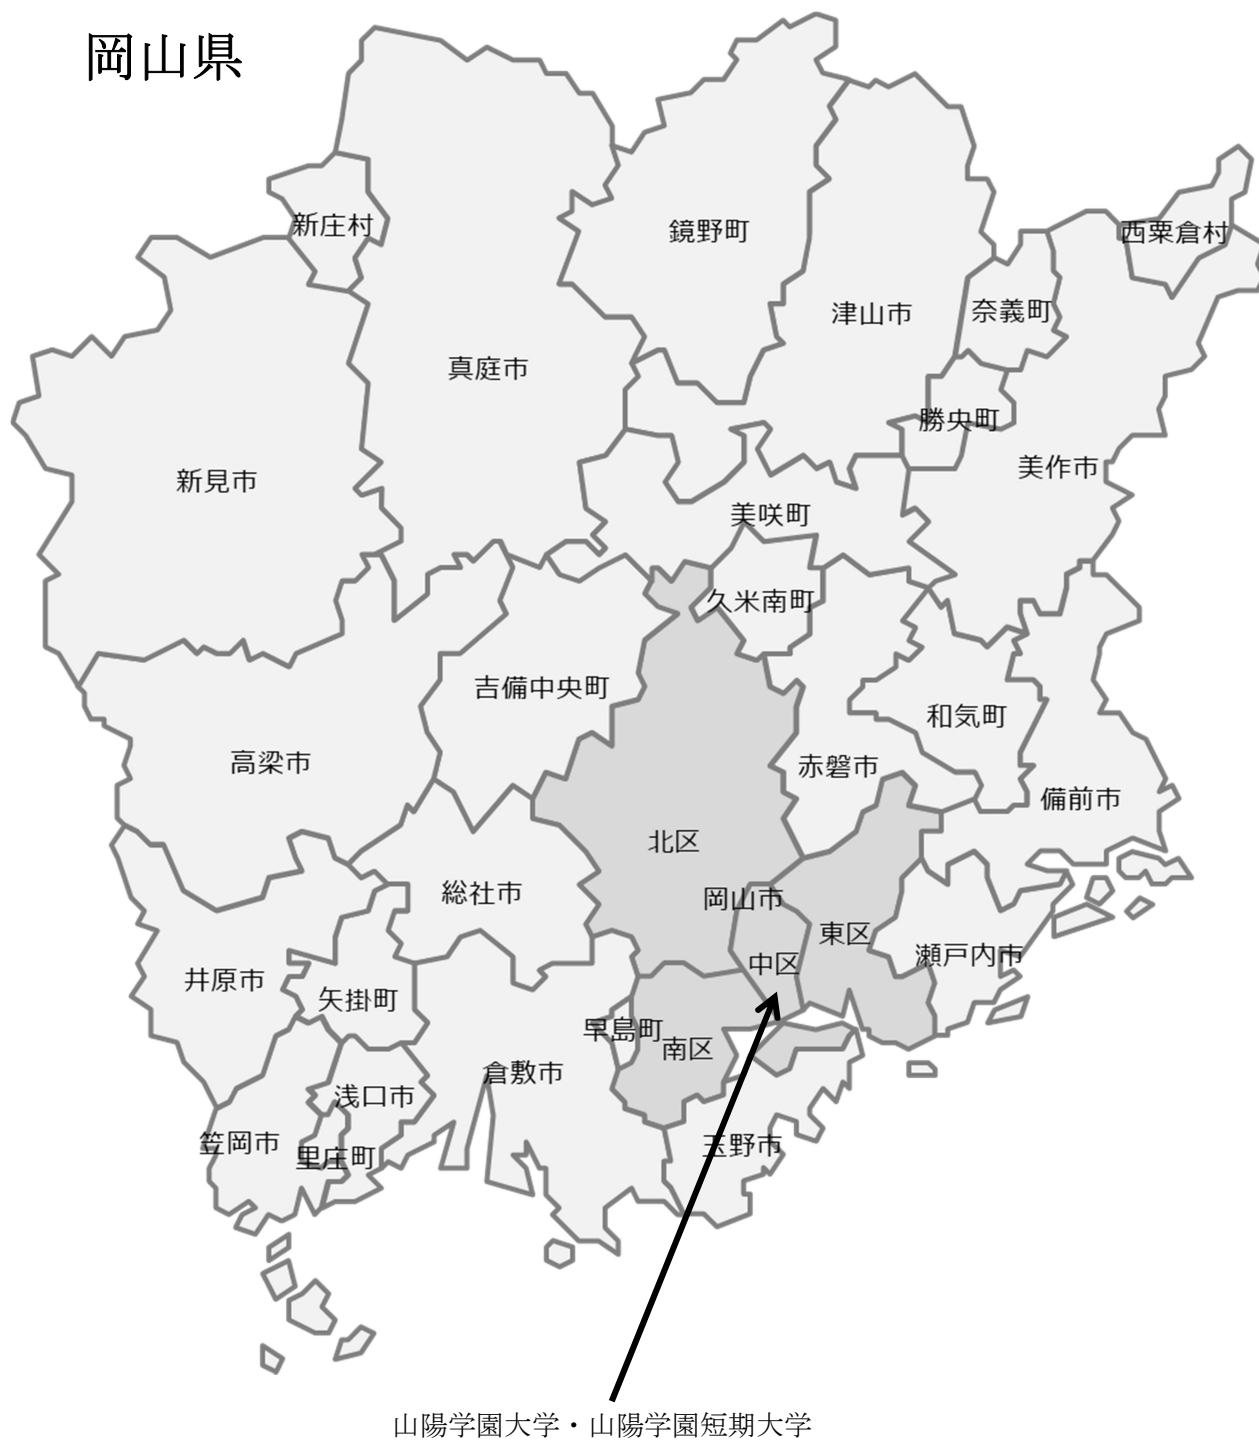 岡山県
新庄村
鏡野町
西粟倉村
津山市
奈義町
真庭市
勝央町
新見市
美作市
美咲町
久米南町
吉備中央町
和気町
高梁市
赤磐市
備前市
北区
総社市
岡山市
東区
瀬戸内市
中区
井原市
矢掛町
早島町
南区
倉敷市
浅口市
笠岡市
里庄町
玉野市
山陽学園大学・山陽学園短期大学